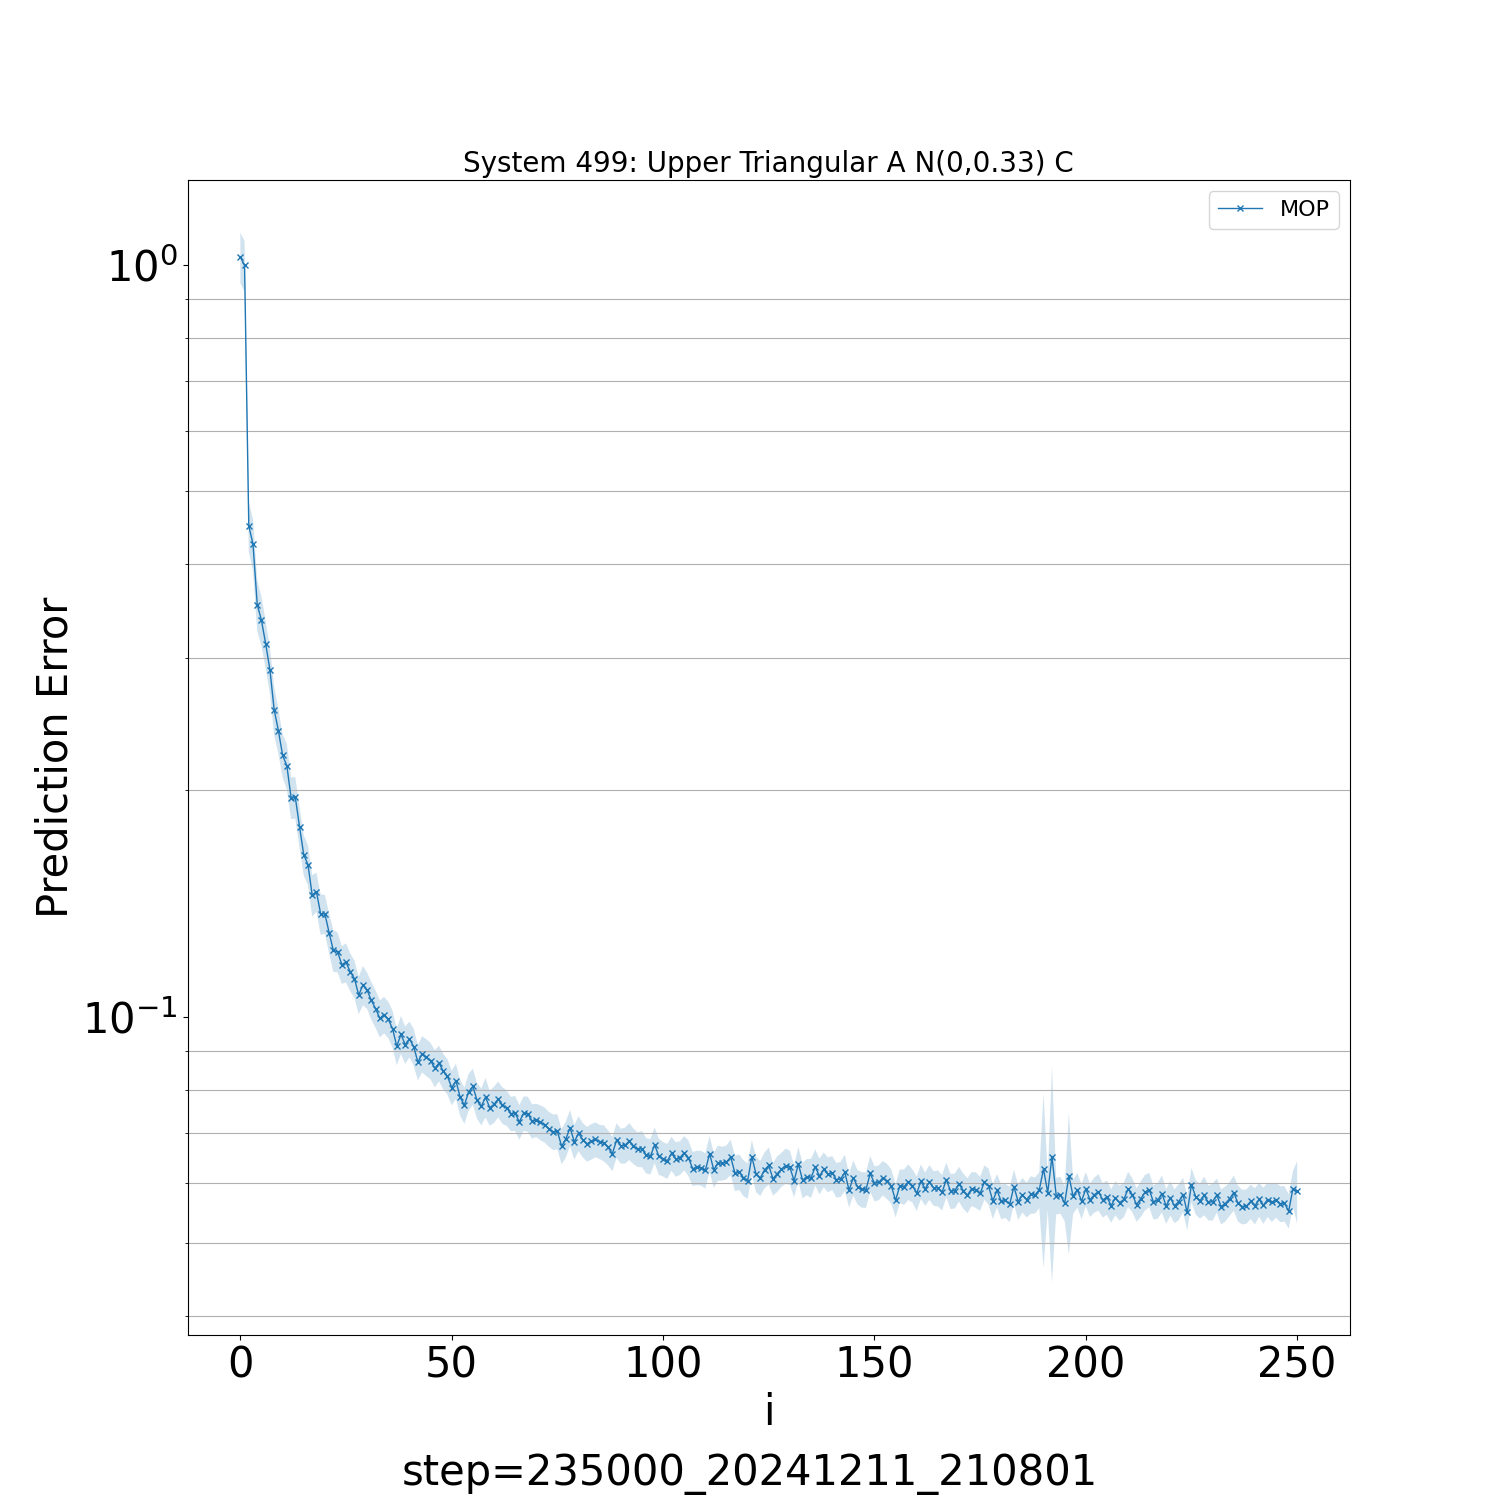 System 499: Upper Triangular A N(0,0.33) C
MOP
10⁰
10⁻¹
Prediction Error
0 50 100 150 200 250
i
step=235000_20241211_210801